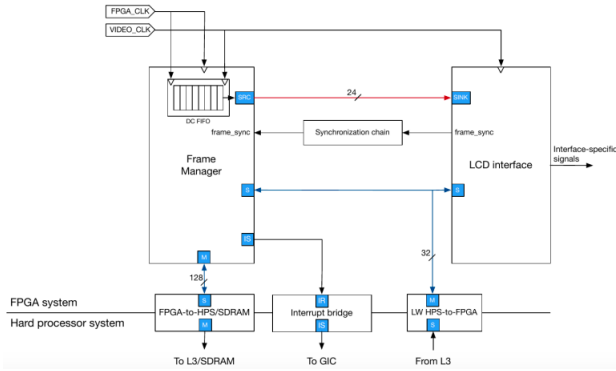 FPGA_CLK
VIDEO_CLK
DC FIFO
SRC
24
SINK
frame_sync
Synchronization chain
frame_sync
Frame
Manager
LCD interface
Interface-specific
signals
S
S
IS
M
128
32
S
IR
M
FPGA system
FPGA-to-HPS/SDRAM
Interrupt bridge
LW HPS-to-FPGA
Hard processor system
M
IS
S
To L3/SDRAM
To GIC
From L3